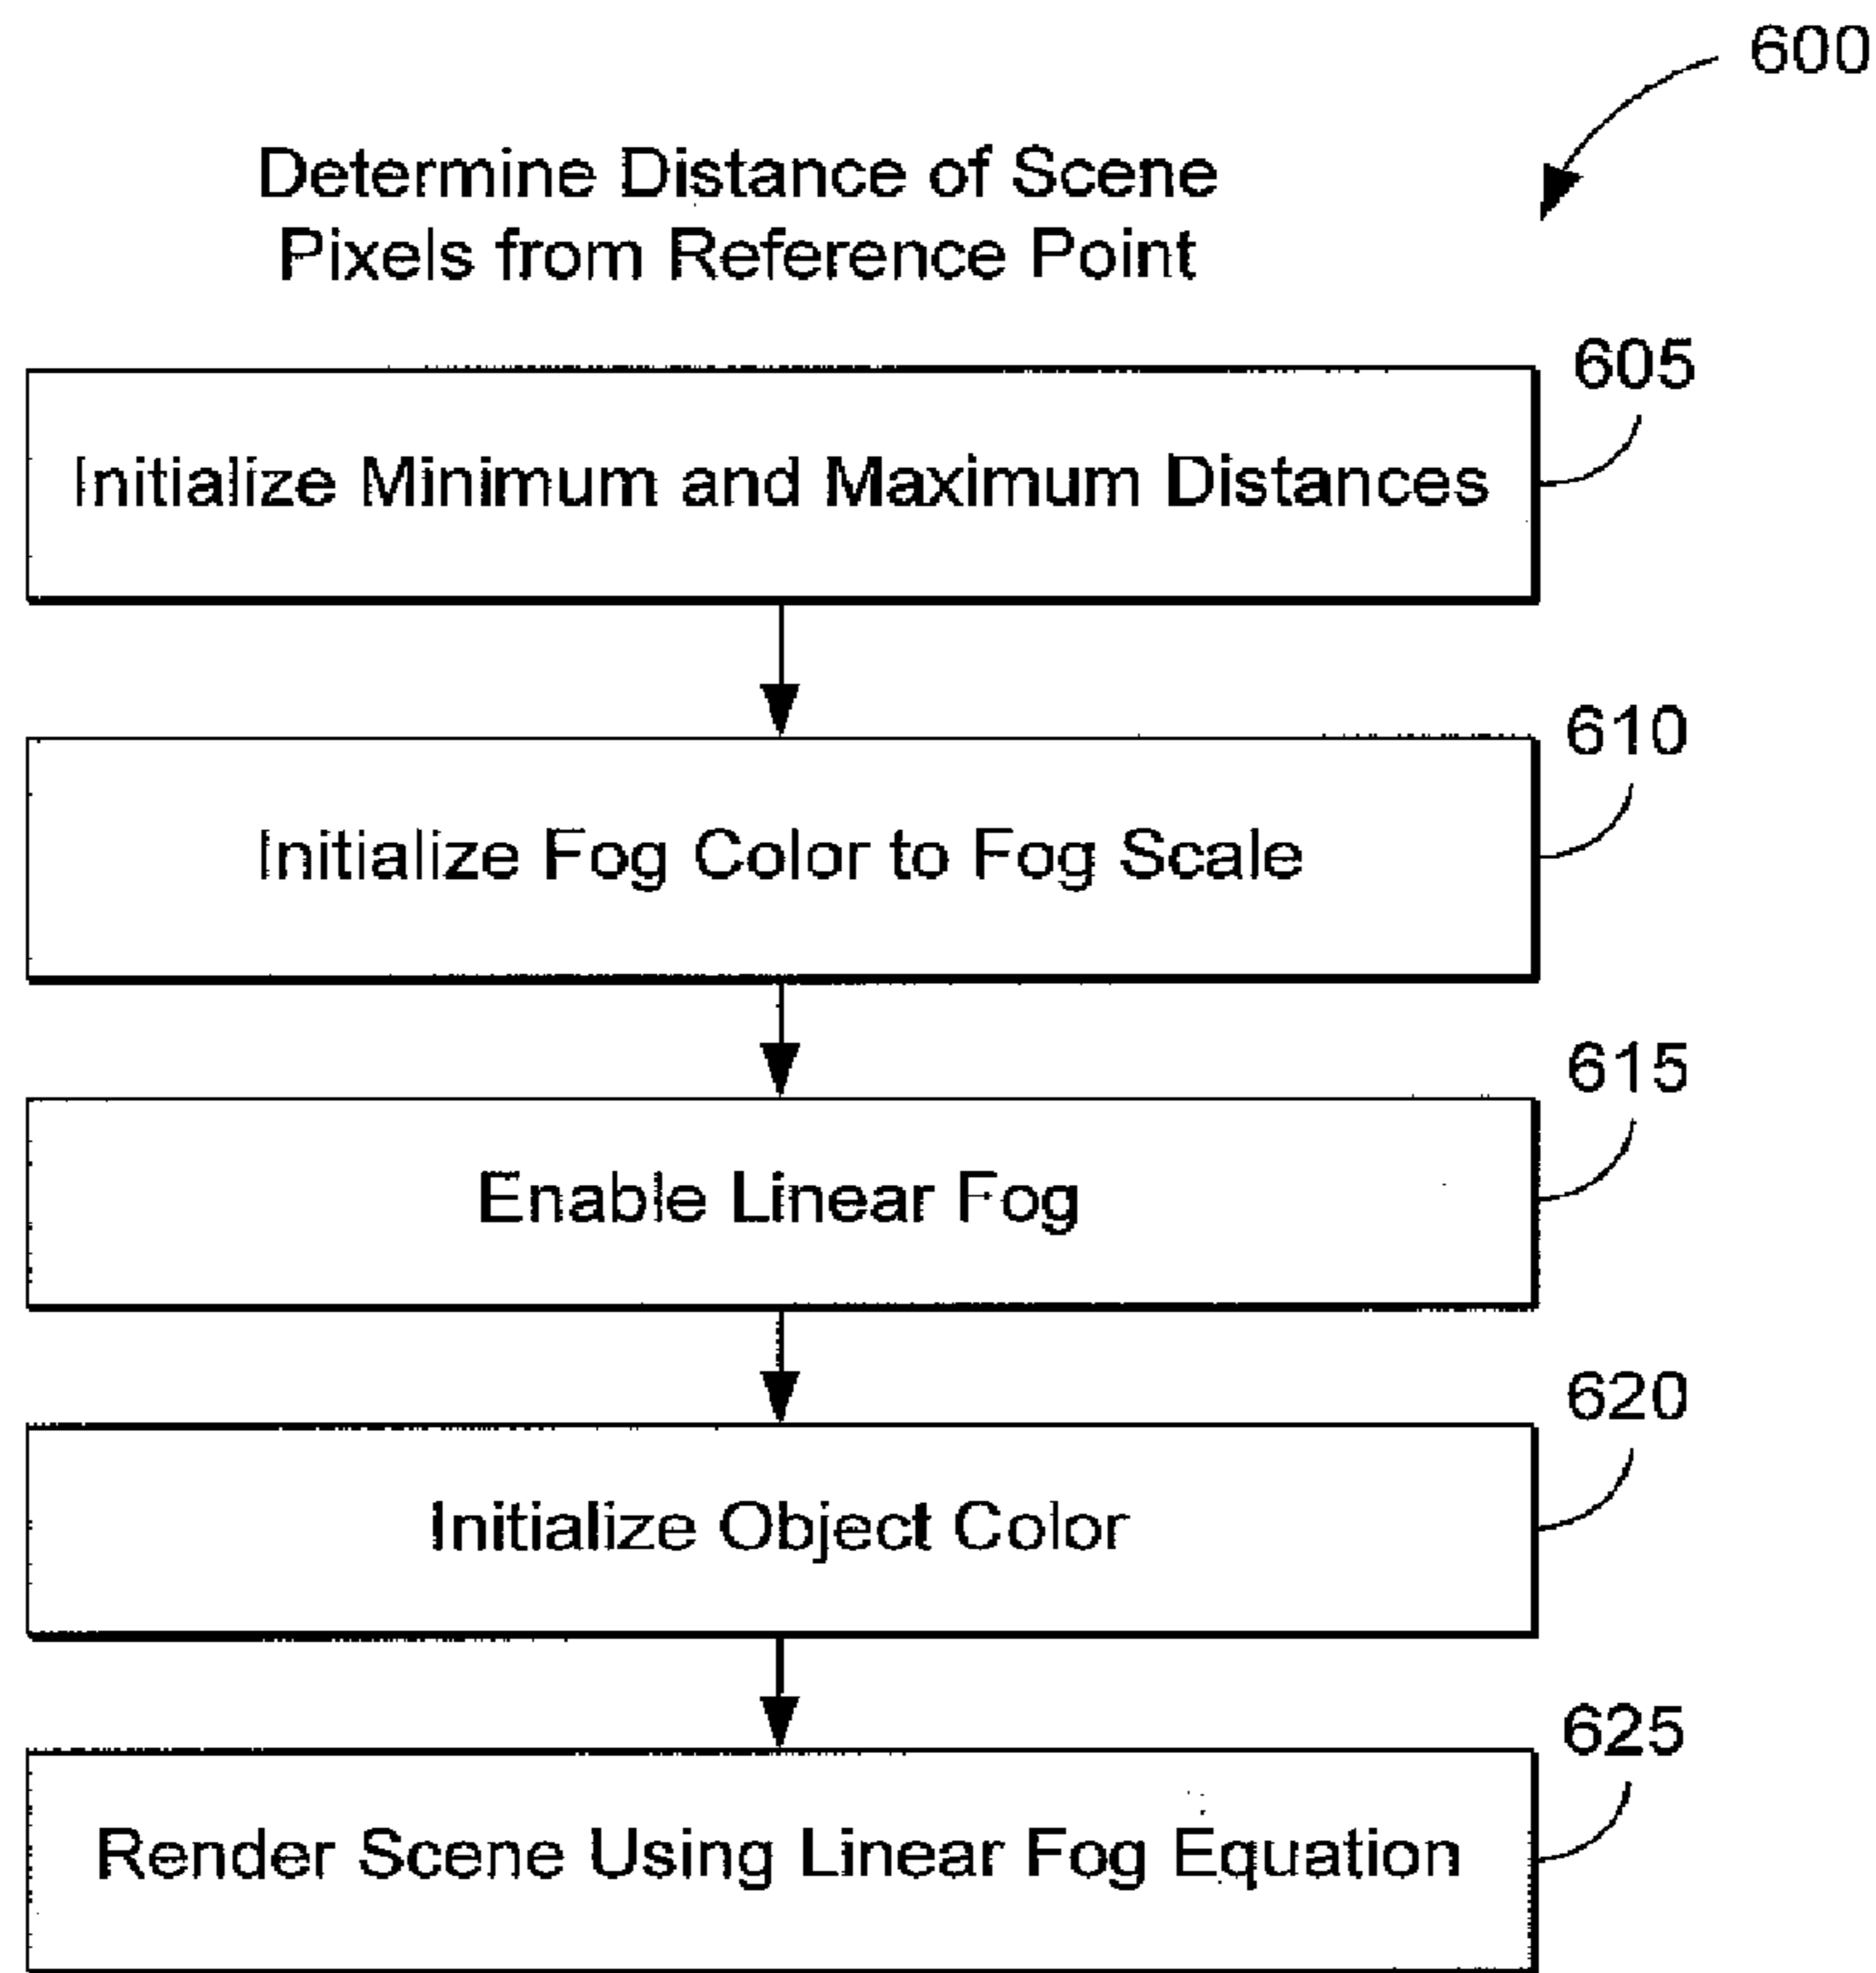 600
Determine Distance of Scene
Pixels from Reference Point
605
Initialize Minimum and Maximum Distances
610
Initialize Fog Color to Fog Scale
615
Enable Linear Fog
620
Initialize Object Color
625
Render Scene Using Linear Fog Equation